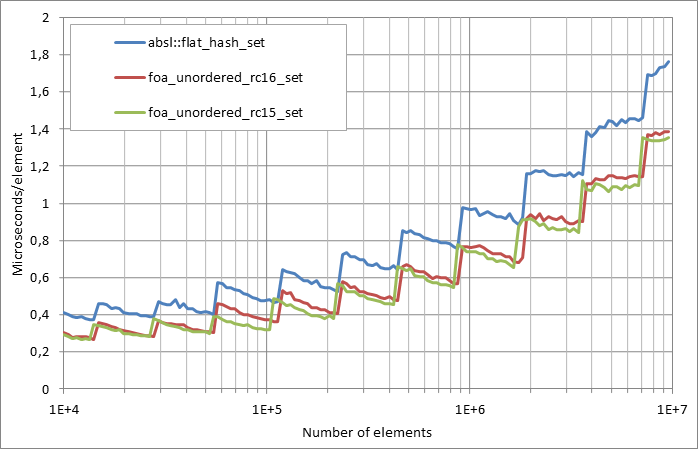 2
1,8
1,6
1,4
1,2
1
0,8
0,6
0,4
0,2
0
Microseconds/element
absl::flat_hash_set
foa_unordered_rc16_set
foa_unordered_rc15_set
1E+4
1E+5
1E+6
1E+7
Number of elements